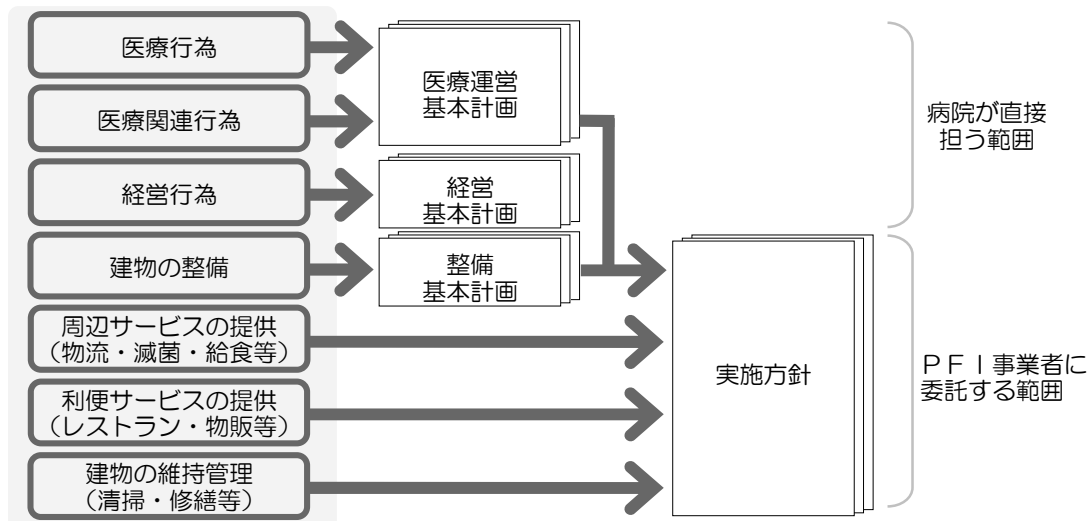 医療行為
医療関連行為
経営行為
建物の整備
周辺サービスの提供
（物流・滅菌・給食等）
利便サービスの提供
（レストラン・物販等）
建物の維持管理
（清掃・修繕等）
医療運営
基本計画
経営
基本計画
整備
基本計画
実施方針
病院が直接
担う範囲
ＰＦＩ事業者に
委託する範囲